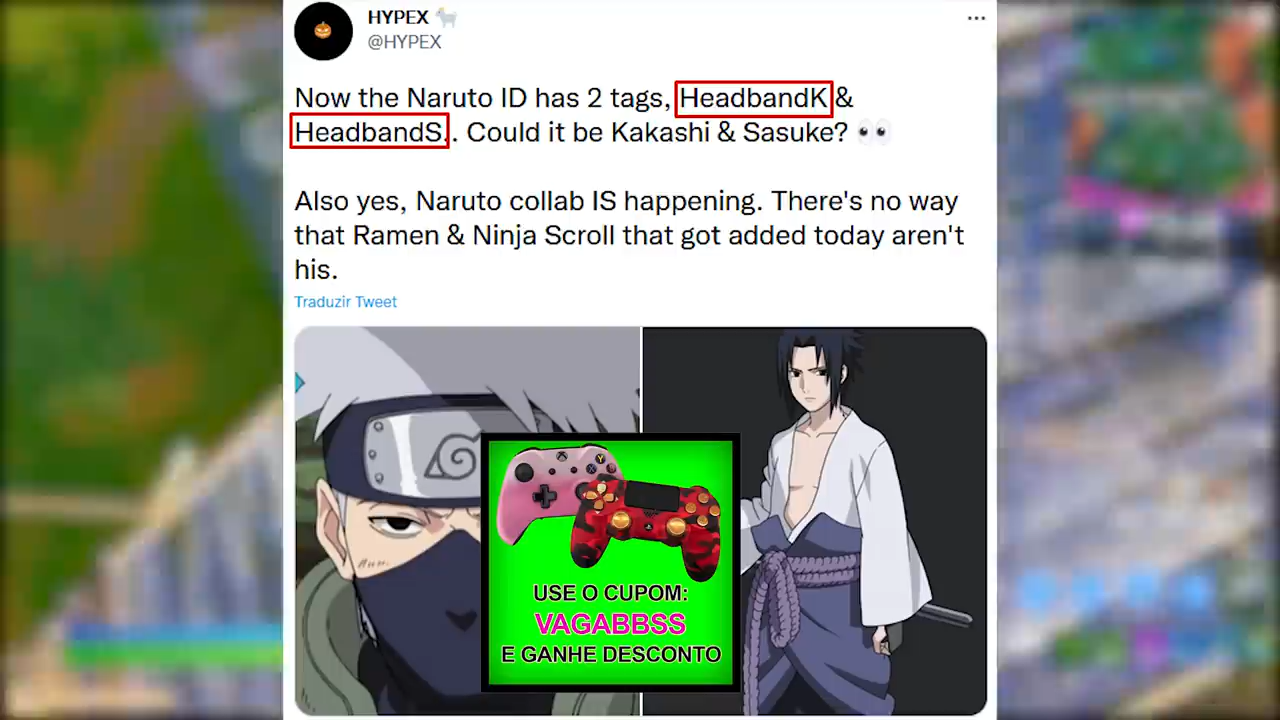 HYPEX
@HYPEX
Now the Naruto ID has 2 tags, HeadbandK &
HeadbandS.. Could it be Kakashi & Sasuke? 👀
Also yes, Naruto collab IS happening. There's no way
that Ramen & Ninja Scroll that got added today aren't
his.
Traduzir Tweet
USE O CUPOM:
VAGABBSS
E GANHE DESCONTO